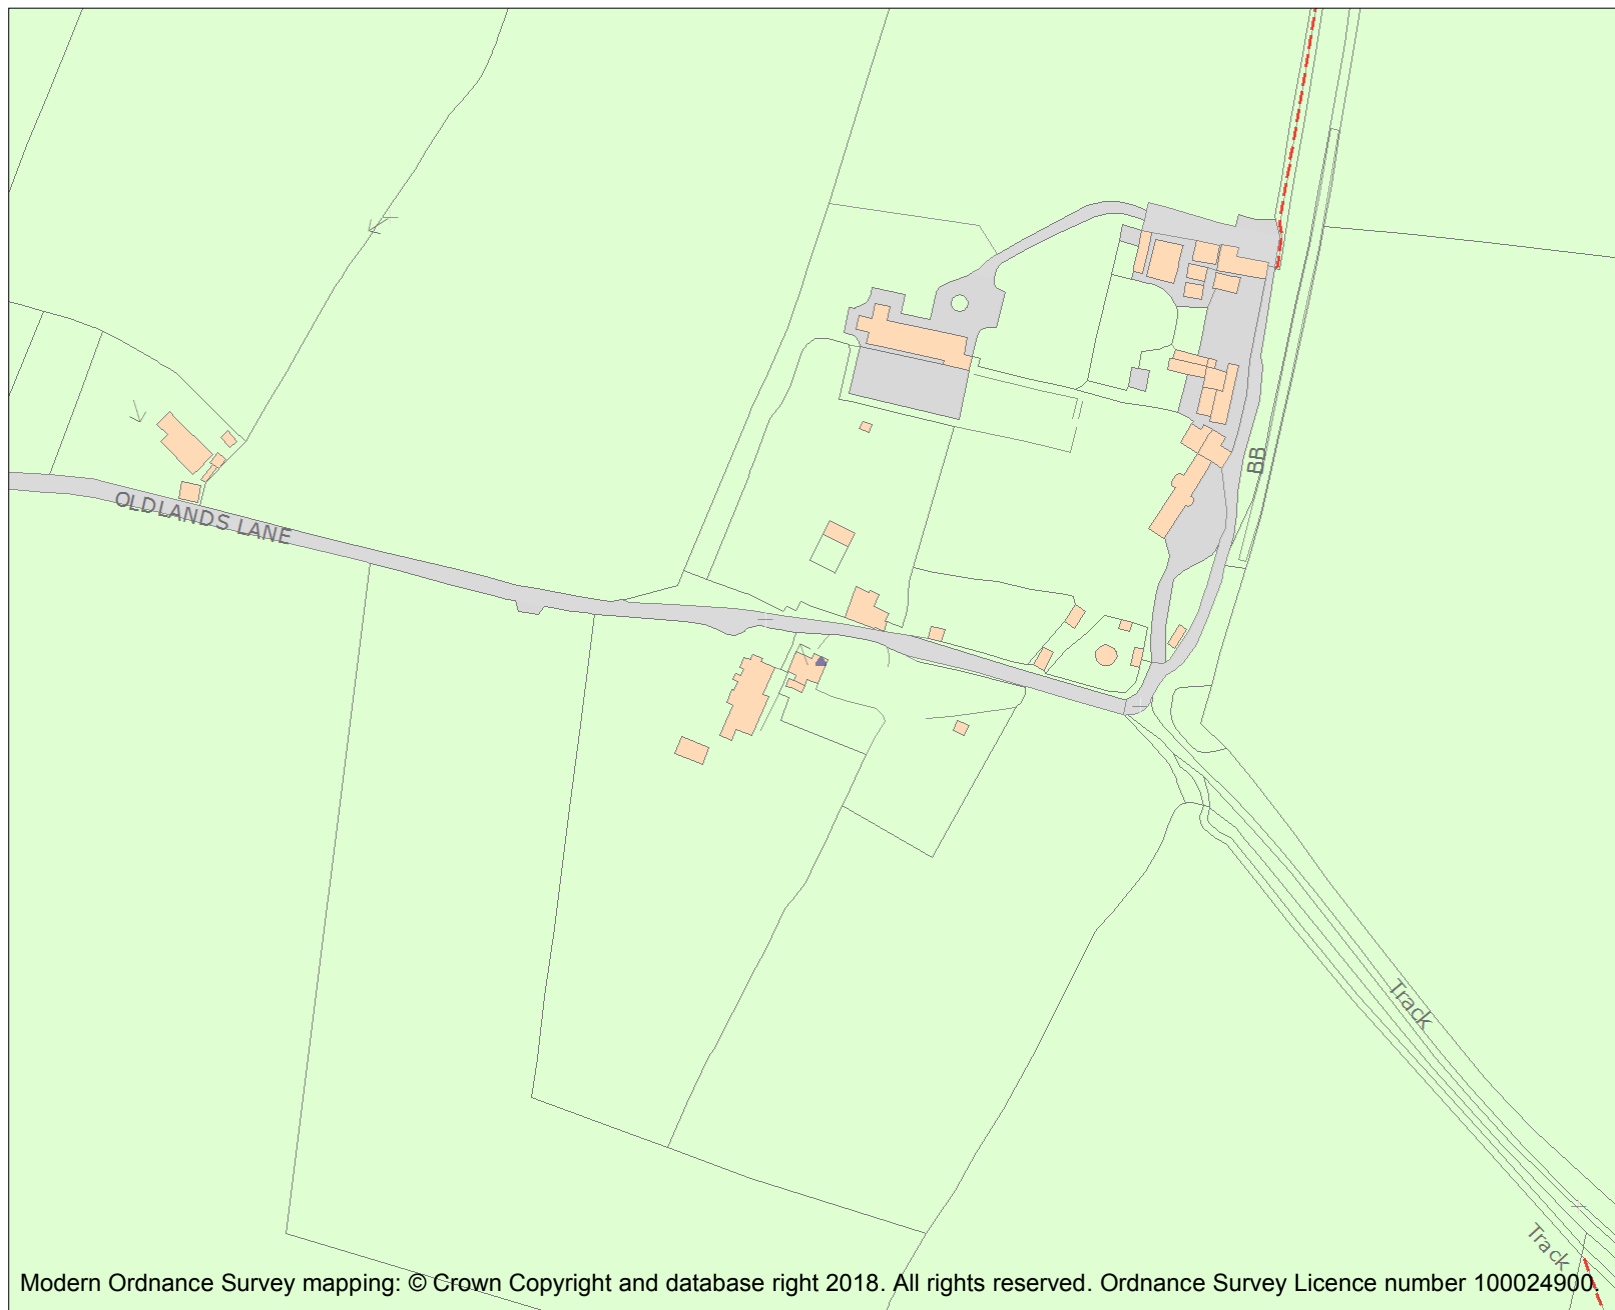 BB
OLDLANDS LANE
Track
Track
Modern Ordnance Survey mapping: © Crown Copyright and database right 2018. All rights reserved. Ordnance Survey Licence number 100024900